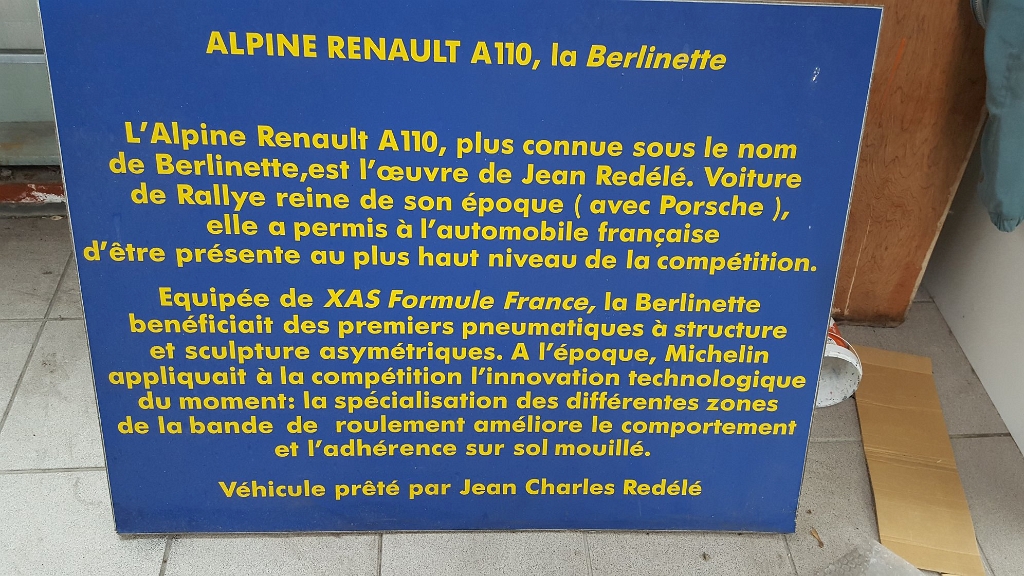 ALPINE RENAULT A110, la Berlinette
L'Alpine Renault A110, plus connue sous le nom
de Berlinette,est l'œuvre de Jean Redélé. Voiture
de Rallye reine de son époque ( avec Porsche ),
elle a permis à l'automobile française
d'être présente au plus haut niveau de la compétition.
Equipée de XAS Formule France, la Berlinette
benéficiait des premiers pneumatiques à structure
et sculpture asymétriques. A l'époque, Michelin
appliquait à la compétition l'innovation technologique
du moment: la spécialisation des différentes zones
de la bande de roulement améliore le comportement
et l'adhérence sur sol mouillé.
Véhicule prêté par Jean Charles Redélé